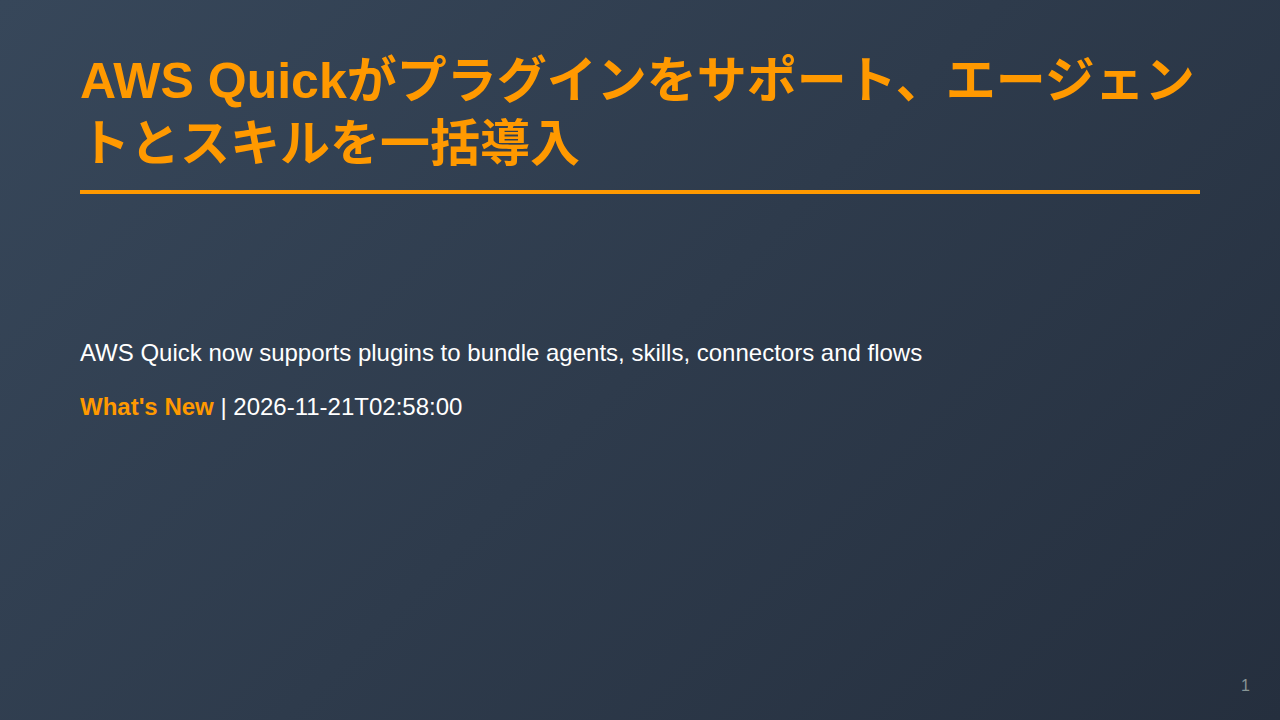 AWS Quickがプラグインをサポート、エージェン
トとスキルを一括導入
AWS Quick now supports plugins to bundle agents, skills, connectors and flows
What's New | 2026-11-21T02:58:00
1